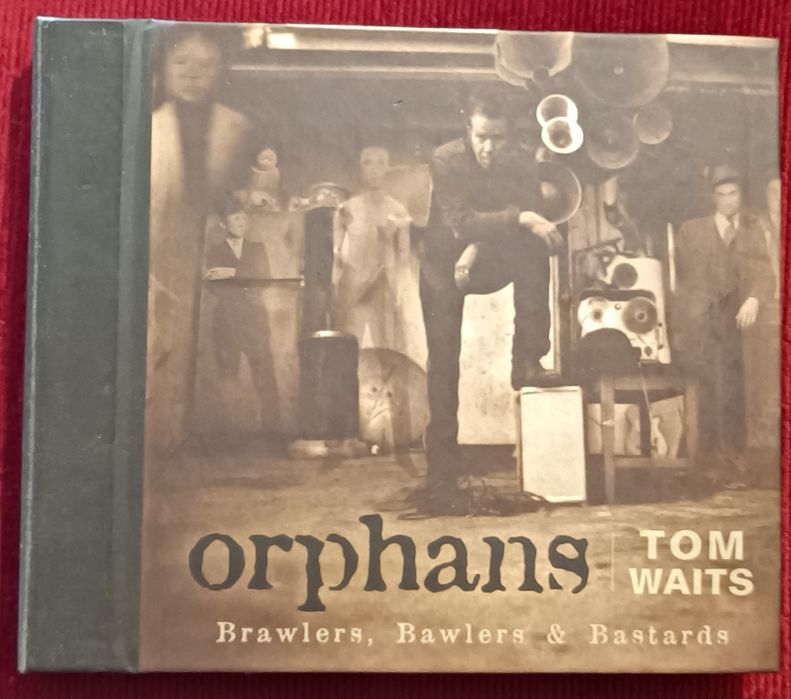 orphans
TOM
WAITS
Brawlers, Bawlers & Bastards